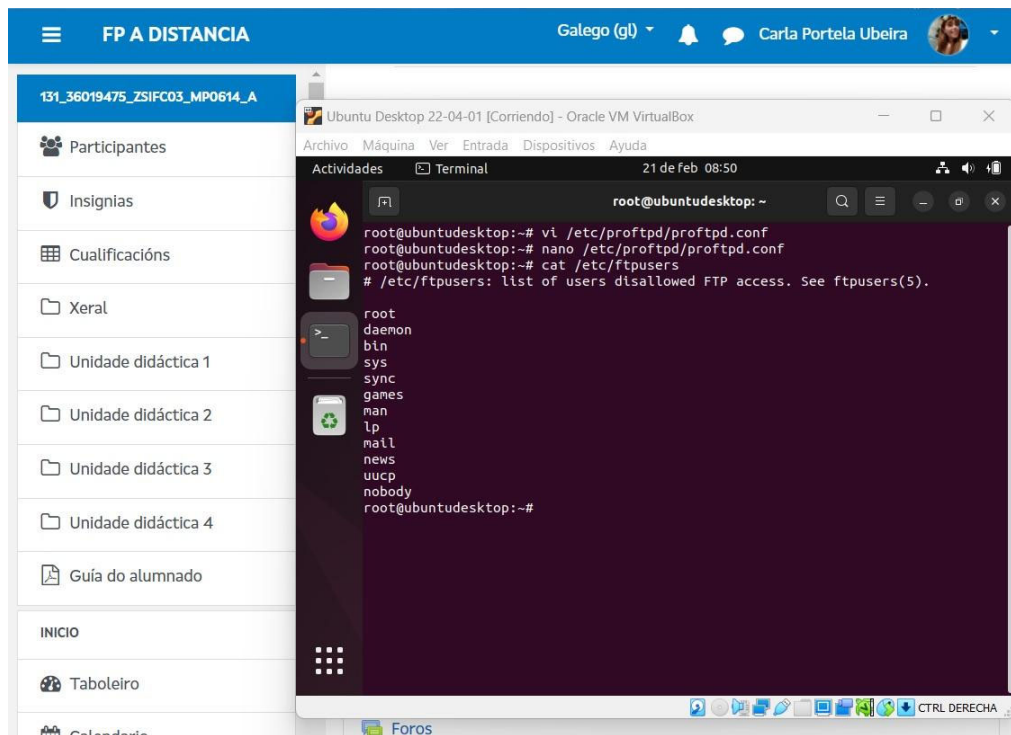 FP A DISTANCIA
Galego (gl)
Carla Portela Ubeira
131_36019475_ZSIFC03_MP0614_A
Participantes
Insignias
Cualificacións
Xeral
Unidade didáctica 1
Unidade didáctica 2
Unidade didáctica 3
Unidade didáctica 4
Guía do alumnado
INICIO
Taboleiro
Calendario
Ubuntu Desktop 22-04-01 [Corriendo] - Oracle VM VirtualBox
Archivo Máquina Ver Entrada Dispositivos Ayuda
Actividades Terminal 21 de feb 08:50
root@ubuntudesktop: ~
root@ubuntudesktop:~# vi /etc/proftpd/proftpd.conf
root@ubuntudesktop:~# nano /etc/proftpd/proftpd.conf
root@ubuntudesktop:~# cat /etc/ftpusers
# /etc/ftpusers: list of users disallowed FTP access. See ftpusers(5).
root
daemon
bin
sys
sync
games
man
lp
mail
news
uucp
nobody
root@ubuntudesktop:~#
CTRL DERECHA
Foros